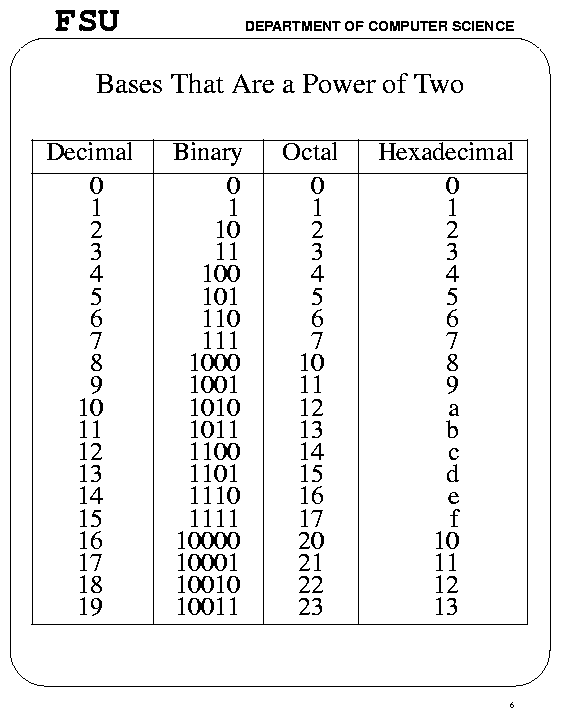 FSU DEPARTMENT OF COMPUTER SCIENCE
Bases That Are a Power of Two
Decimal Binary Octal Hexadecimal
0 0 0 0
1 1 1 1
2 10 2 2
3 11 3 3
4 100 4 4
5 101 5 5
6 110 6 6
7 111 7 7
8 1000 10 8
9 1001 11 9
10 1010 12 a
11 1011 13 b
12 1100 14 c
13 1101 15 d
14 1110 16 e
15 1111 17 f
16 10000 20 10
17 10001 21 11
18 10010 22 12
19 10011 23 13
6